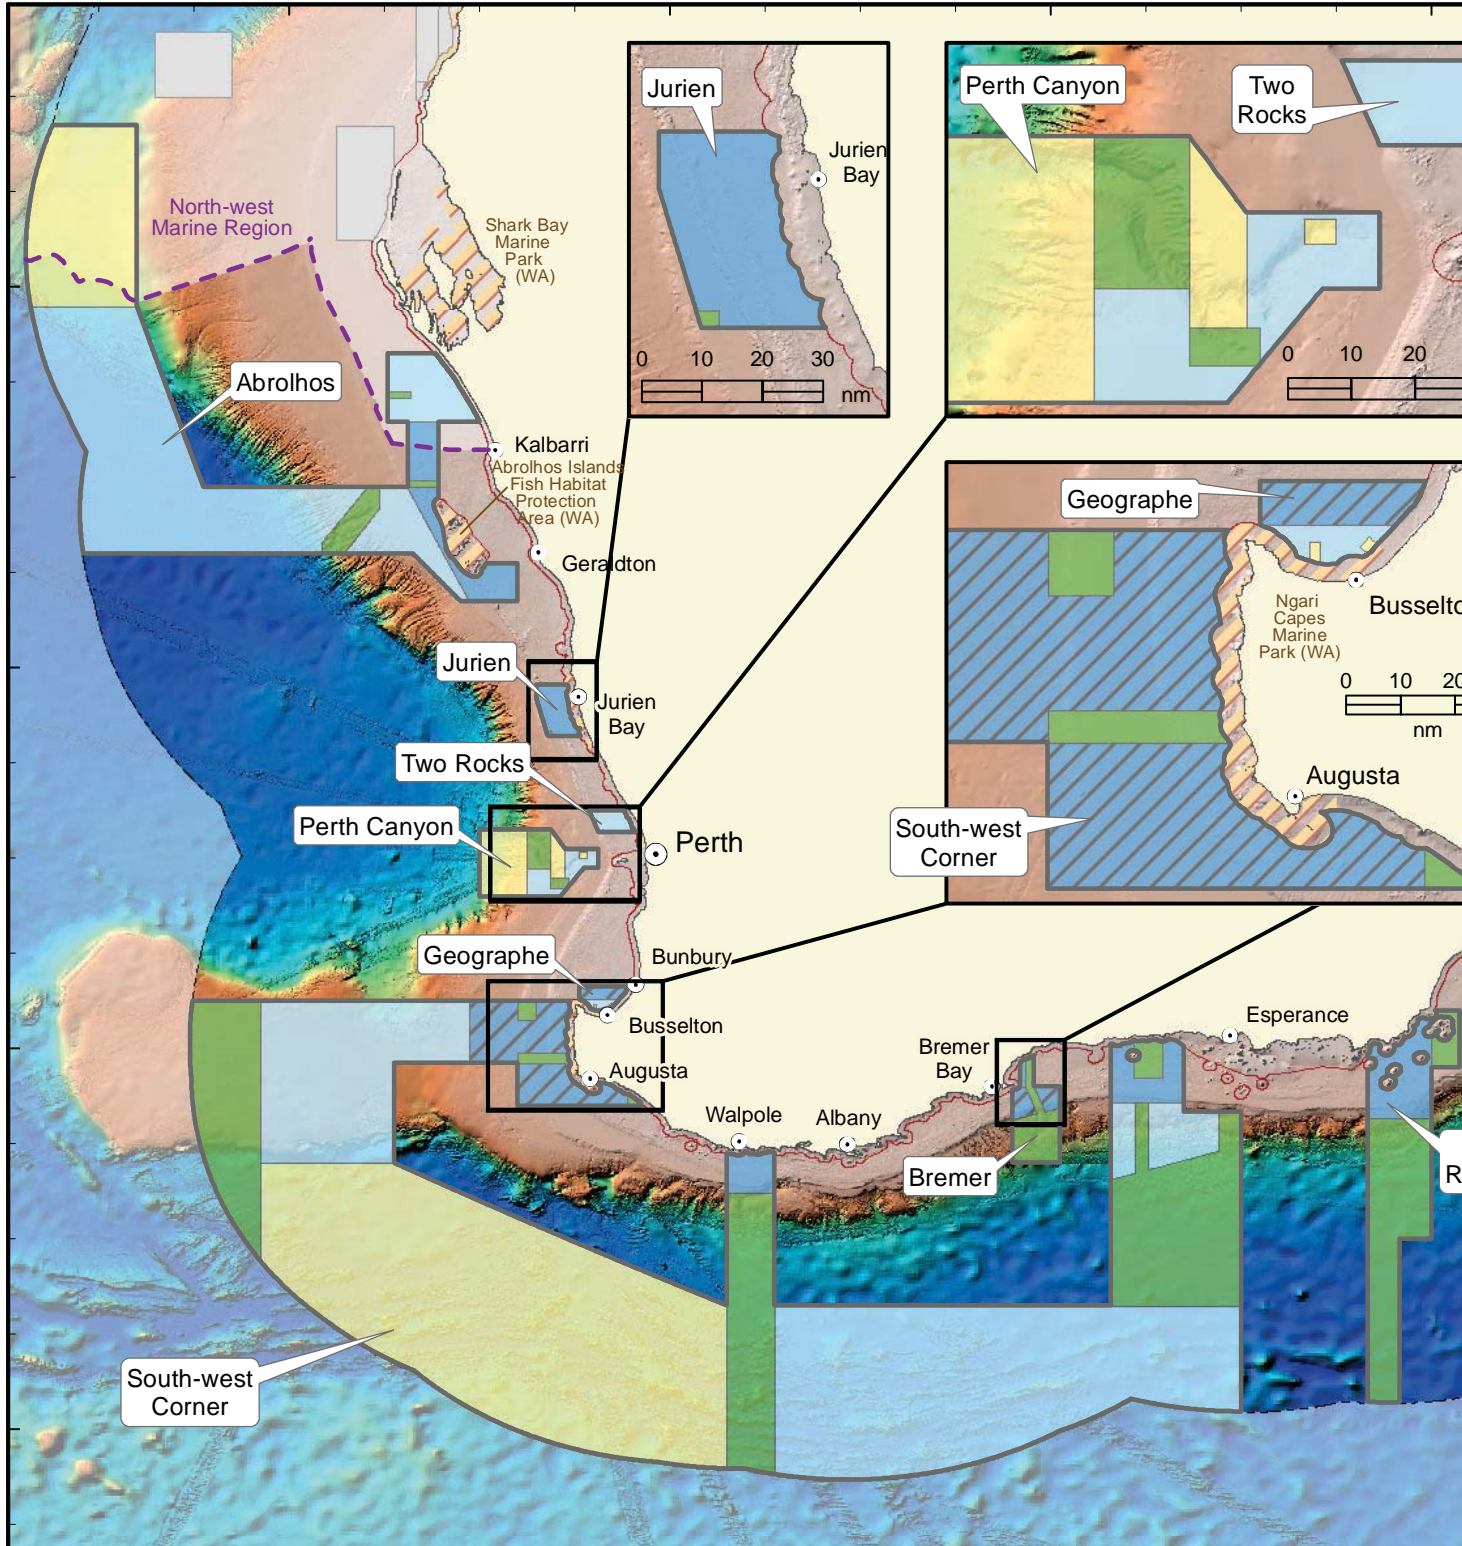 Jurien
Jurien
Bay
0 10 20 30
nm
Perth Canyon
Two
Rocks
0 10 20
North-west
Marine Region
Shark Bay
Marine
Park
(WA)
Abrolhos
Kalbarri
Abrolhos Islands
Fish Habitat
Protection
Area (WA)
Geraldton
Geographe
Busselto
Ngari
Capes
Marine
Park (WA)
0 10 20
nm
Augusta
South-west
Corner
Jurien
Jurien
Bay
Two Rocks
Perth Canyon
Perth
Geographe
Bunbury
Busselton
Augusta
Walpole
Albany
Bremer
Bay
Esperance
Bremer
R
South-west
Corner